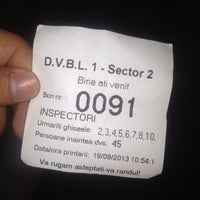 D.V.B.L. 1 - Sector 2
Bine ati venit
Bon nr: 0091
INSPECTORI
Urmariti ghiseele: 2,3,4,5,6,7,8,10,
Persoane inaintea dvs: 45
Data/ora printarii: 18/09/2013 10:54:1
Va rugam asteptati-va randul!